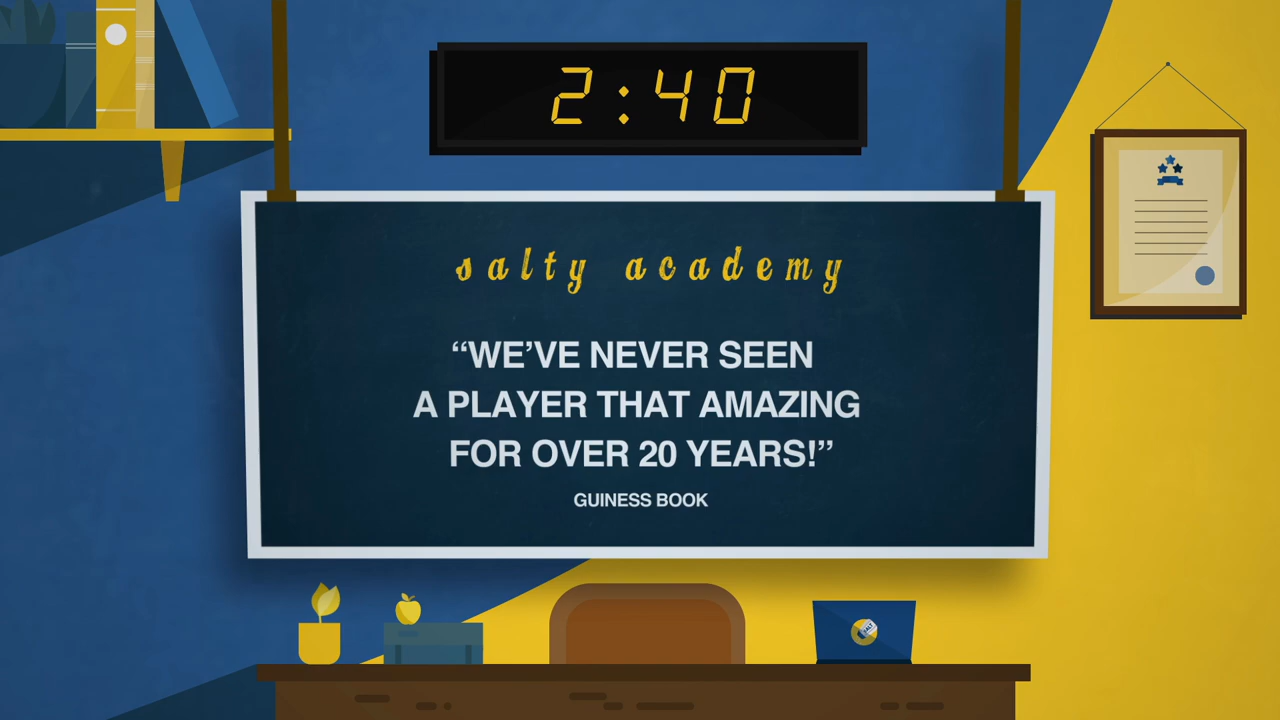 2:40
salty academy
“WE’VE NEVER SEEN
A PLAYER THAT AMAZING
FOR OVER 20 YEARS!”
GUINESS BOOK